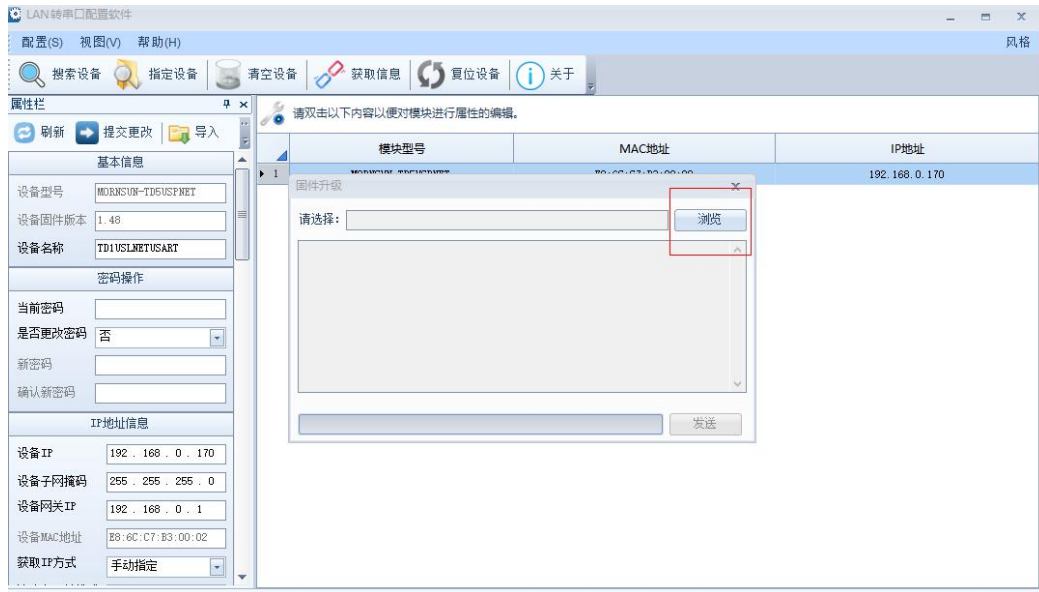 LAN转串口配置软件
配置(S) 视图(V) 帮助(H) 风格
搜索设备 指定设备 清空设备 获取信息 复位设备 关于
属性栏
刷新 提交更改 导入
请双击以下内容以便对模块进行属性的编辑。
模块型号 MAC地址 IP地址
1 192.168.0.170
基本信息
设备型号 MORNSUN-TD5USPNET
设备固件版本 1.48
设备名称 TD1USLNETUSART
密码操作
当前密码
是否更改密码 否
新密码
确认新密码
IP地址信息
设备IP 192 . 168 . 0 . 170
设备子网掩码 255 . 255 . 255 . 0
设备网关IP 192 . 168 . 0 . 1
设备MAC地址 E8:6C:C7:B3:00:02
获取IP方式 手动指定
固件升级
请选择: 浏览
发送